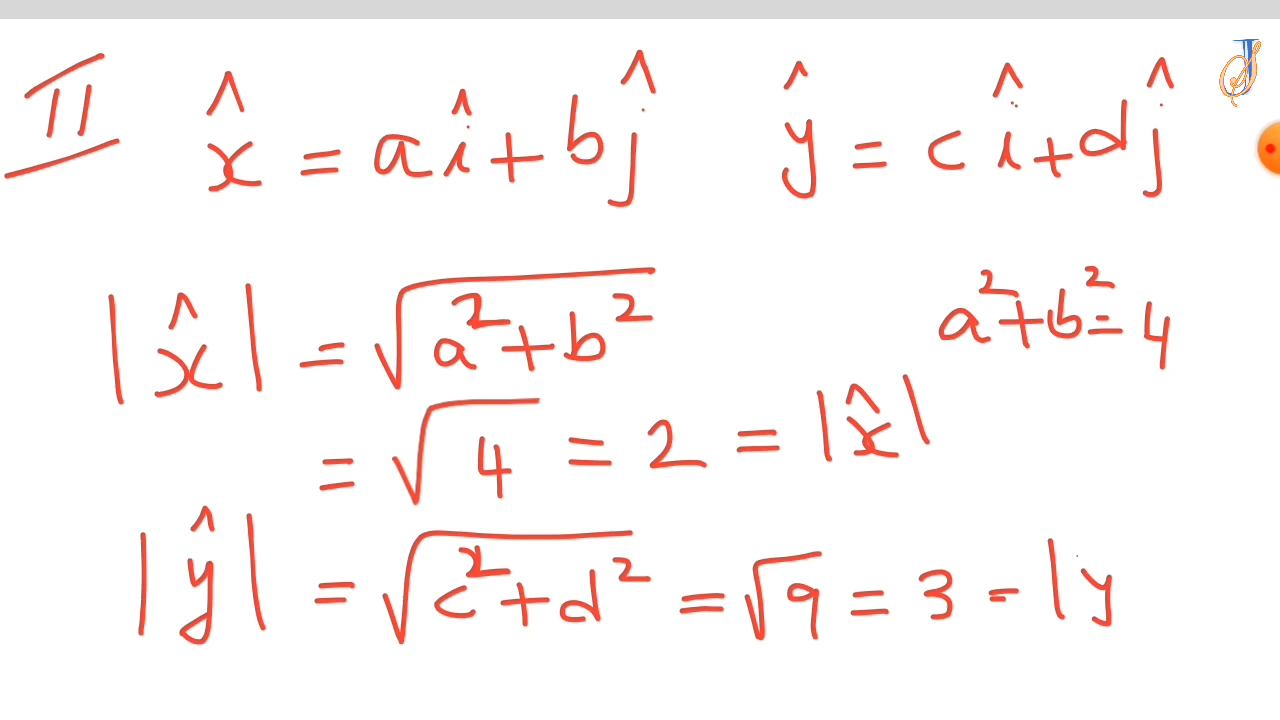 II x̂ = aî + bĵ ŷ = cî + dĵ
|x̂| = √(a² + b²) a² + b² = 4
= √4 = 2 = |x̂|
|ŷ| = √(c² + d²) = √9 = 3 = |y